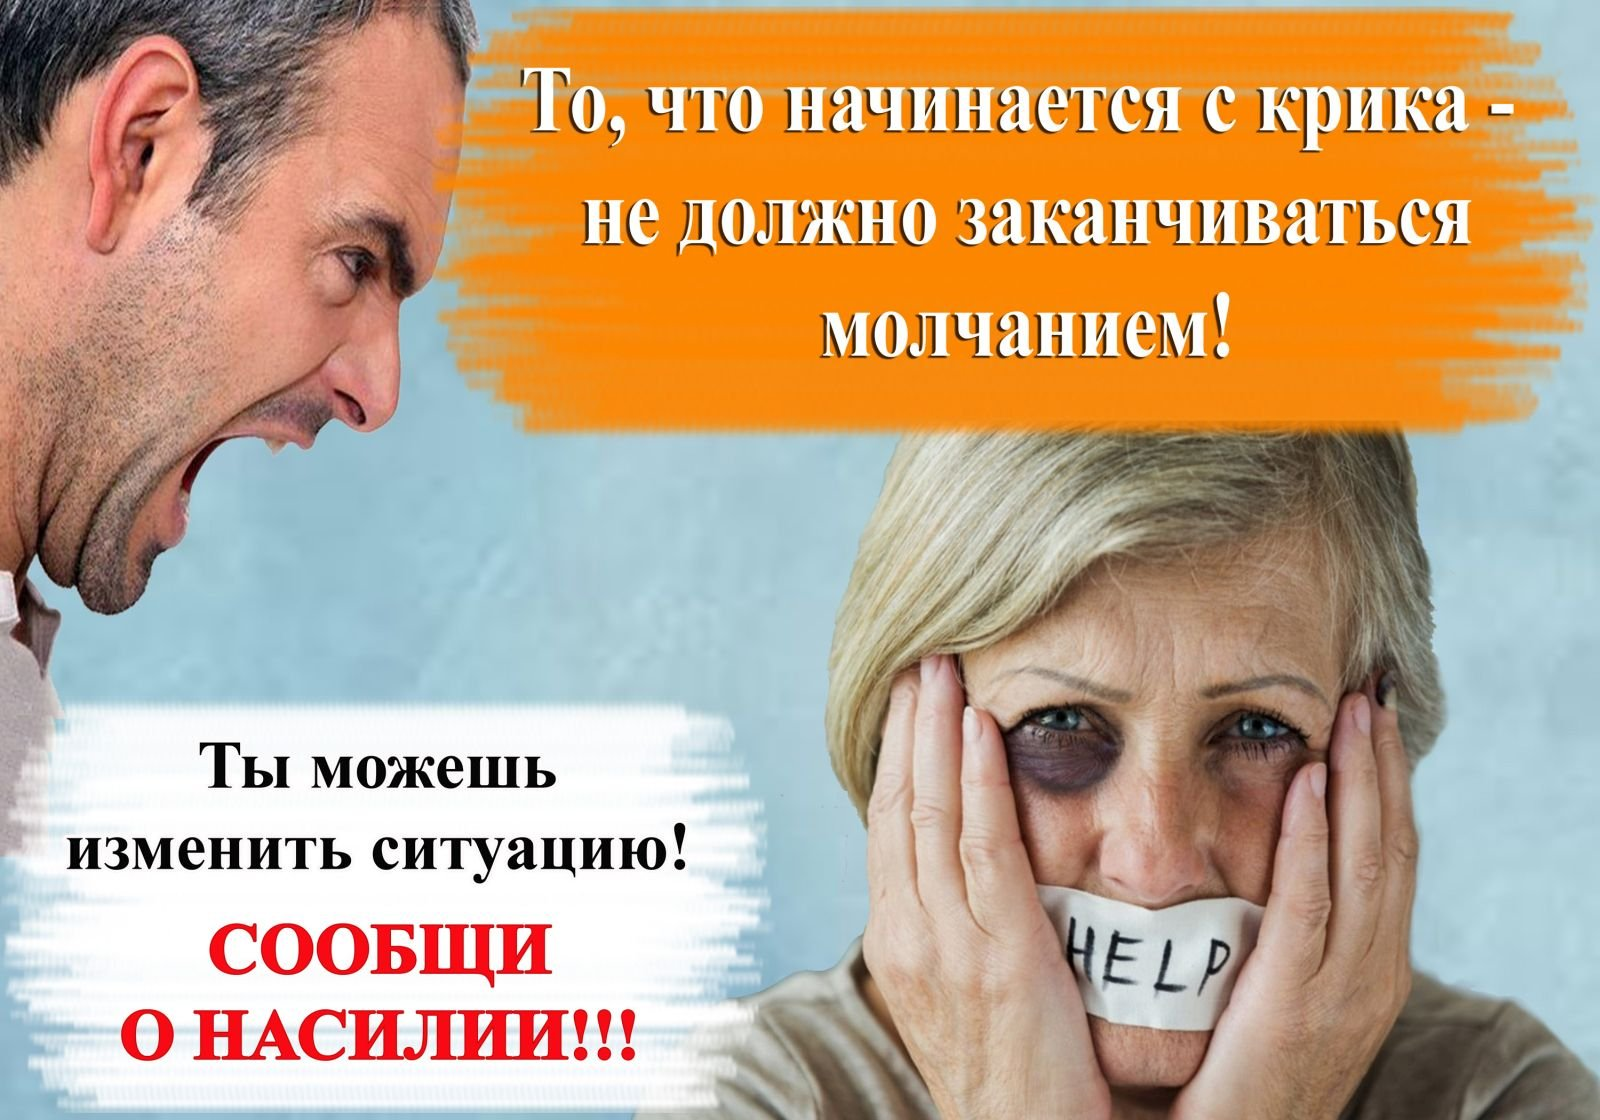 То, что начинается с крика -
не должно заканчиваться
молчанием!
Ты можешь
изменить ситуацию!
СООБЩИ
О НАСИЛИИ!!!
HELP